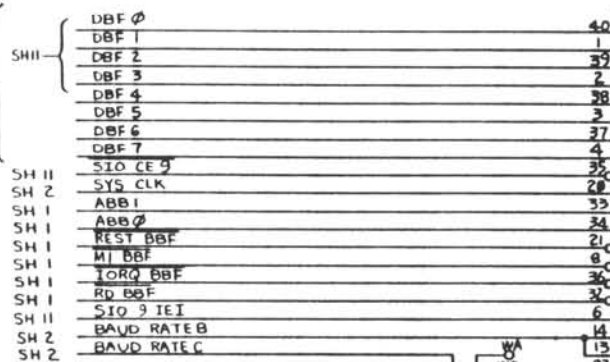 DBF Ø 40
DBF 1 1
SH11 DBF 2 39
DBF 3 2
DBF 4 38
DBF 5 3
DBF 6 37
DBF 7 4
SH 11 SIO CE 9 35
SH 2 SYS CLK 20
SH 1 ABB1 33
SH 1 ABBØ 34
SH 1 REST BBF 21
SH 1 M1 BBF 8
SH 1 IORQ BBF 36
SH 1 RD BBF 32
SH 11 SIO 9 IEI 6
SH 2 BAUD RATE B 14
SH 2 BAUD RATE C WA 13